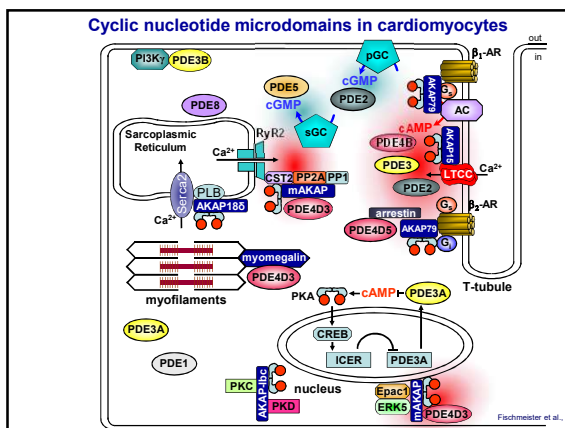 Cyclic nucleotide microdomains in cardiomyocytes
out
in
PI3Kγ
PDE3B
pGC
β1-AR
cGMP
PDE5
PDE2
cGMP
sGC
AKAP79
Gs
AC
PDE8
cAMP
Sarcoplasmic
Reticulum
RyR2
Ca2+
PDE4B
AKAP15
PDE3
LTCC
Ca2+
PDE2
CST2
PP2A
PP1
mAKAP
PDE4D3
Serca2
PLB
AKAP185
Ca2+
arrestin
Gs
β2-AR
PDE4D5
AKAP79
Gi
T-tubule
myomegalin
PDE4D3
myofilaments
PKA
cAMP
PDE3A
CREB
ICER
PDE3A
PDE3A
PDE1
nucleus
PKC
AKAP-lbc
PKD
Epac1
ERK5
mAKAP
PDE4D3
Fischmeister et al.,